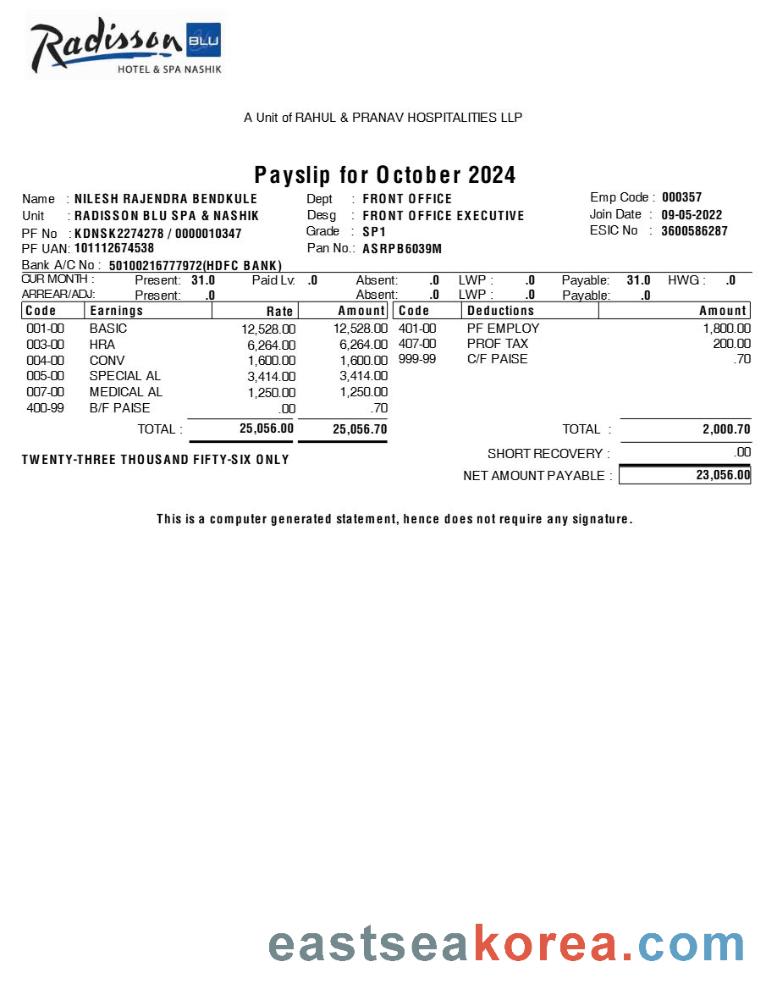 Radisson BLU
HOTEL & SPA NASHIK
A Unit of RAHUL & PRANAV HOSPITALITIES LLP
Payslip for October 2024
Name : NILESH RAJENDRA BENDKULE Dept : FRONT OFFICE Emp Code : 000357
Unit : RADISSON BLU SPA & NASHIK Desg : FRONT OFFICE EXECUTIVE Join Date : 09-05-2022
PF No : KDNSK2274278 / 0000010347 Grade : SP1 ESIC No : 3600586287
PF UAN: 101112674538 Pan No.: ASRPB6039M
Bank A/C No : 50100216777972(HDFC BANK)
CUR MONTH : Present: 31.0 Paid Lv. .0 Absent: .0 LWP : .0 Payable: 31.0 HWG : .0
ARREAR/ADJ: Present: .0 Absent: .0 LWP : .0 Payable: .0
Code Earnings Rate Amount Code Deductions Amount
001-00 BASIC 12,528.00 12,528.00 401-00 PF EMPLOY 1,800.00
003-00 HRA 6,264.00 6,264.00 407-00 PROF TAX 200.00
004-00 CONV 1,600.00 1,600.00 999-99 C/F PAISE .70
005-00 SPECIAL AL 3,414.00 3,414.00
007-00 MEDICAL AL 1,250.00 1,250.00
400-99 B/F PAISE .00 .70
TOTAL : 25,056.00 25,056.70 TOTAL : 2,000.70
SHORT RECOVERY : .00
TWENTY-THREE THOUSAND FIFTY-SIX ONLY
NET AMOUNT PAYABLE : 23,056.00
This is a computer generated statement, hence does not require any signature.
eastseakorea.com